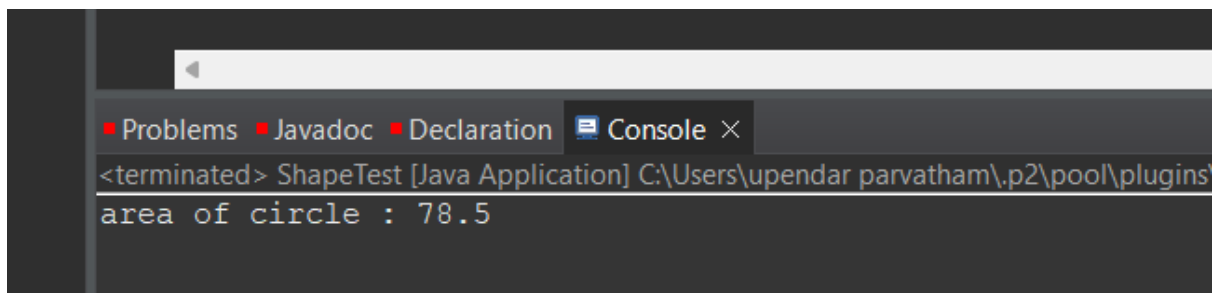 Problems Javadoc Declaration Console
<terminated> ShapeTest [Java Application] C:\Users\upendar parvatham\.p2\pool\plugins\
area of circle : 78.5